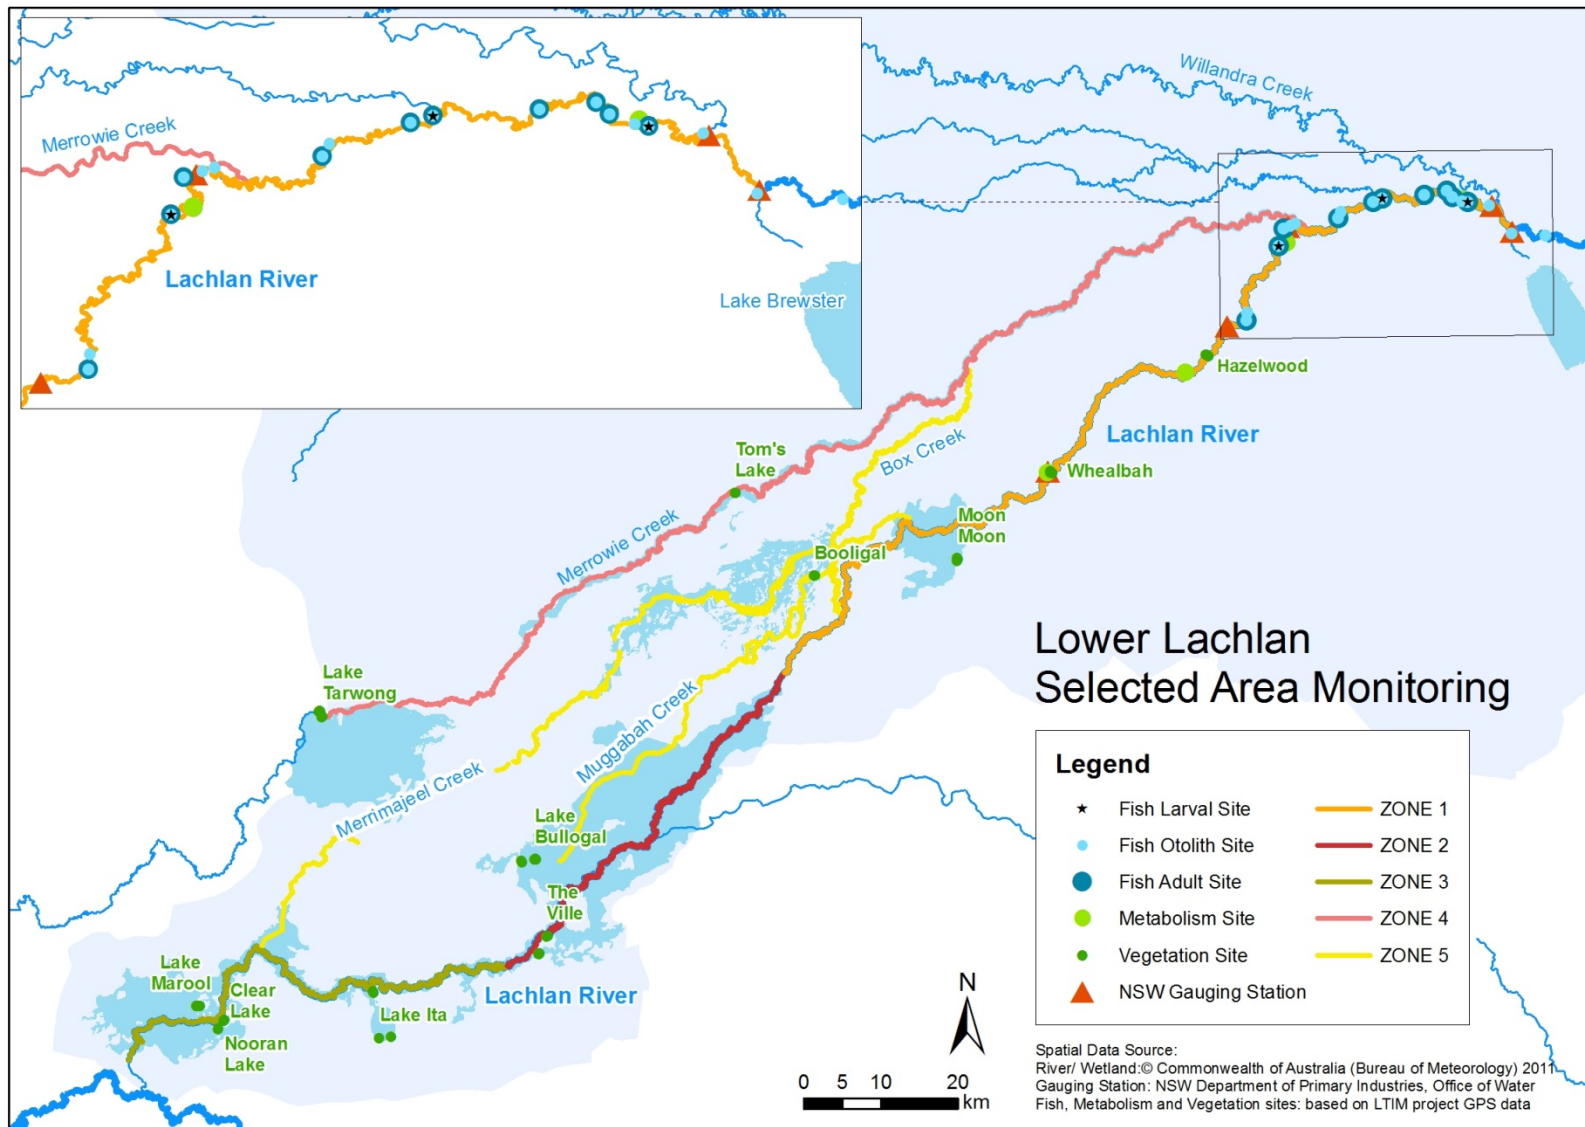 Willandra Creek
Merrowie Creek
Lachlan River
Lake Brewster
Hazelwood
Lachlan River
Box Creek
Tom's
Lake
Whealbah
Moon
Moon
Merrowie Creek
Booligal
Lake
Tarwong
Muggabah Creek
Merrimajeel Creek
Lake
Bullogal
The
Ville
Lake
Marool
Clear
Lake
Nooran
Lake
Lake Ita
Lachlan River
Lower Lachlan
Selected Area Monitoring
Legend
Fish Larval Site
ZONE 1
Fish Otolith Site
ZONE 2
Fish Adult Site
ZONE 3
Metabolism Site
ZONE 4
Vegetation Site
ZONE 5
NSW Gauging Station
N
0 5 10 20
km
Spatial Data Source:
River/ Wetland:© Commonwealth of Australia (Bureau of Meteorology) 2011
Gauging Station: NSW Department of Primary Industries, Office of Water
Fish, Metabolism and Vegetation sites: based on LTIM project GPS data